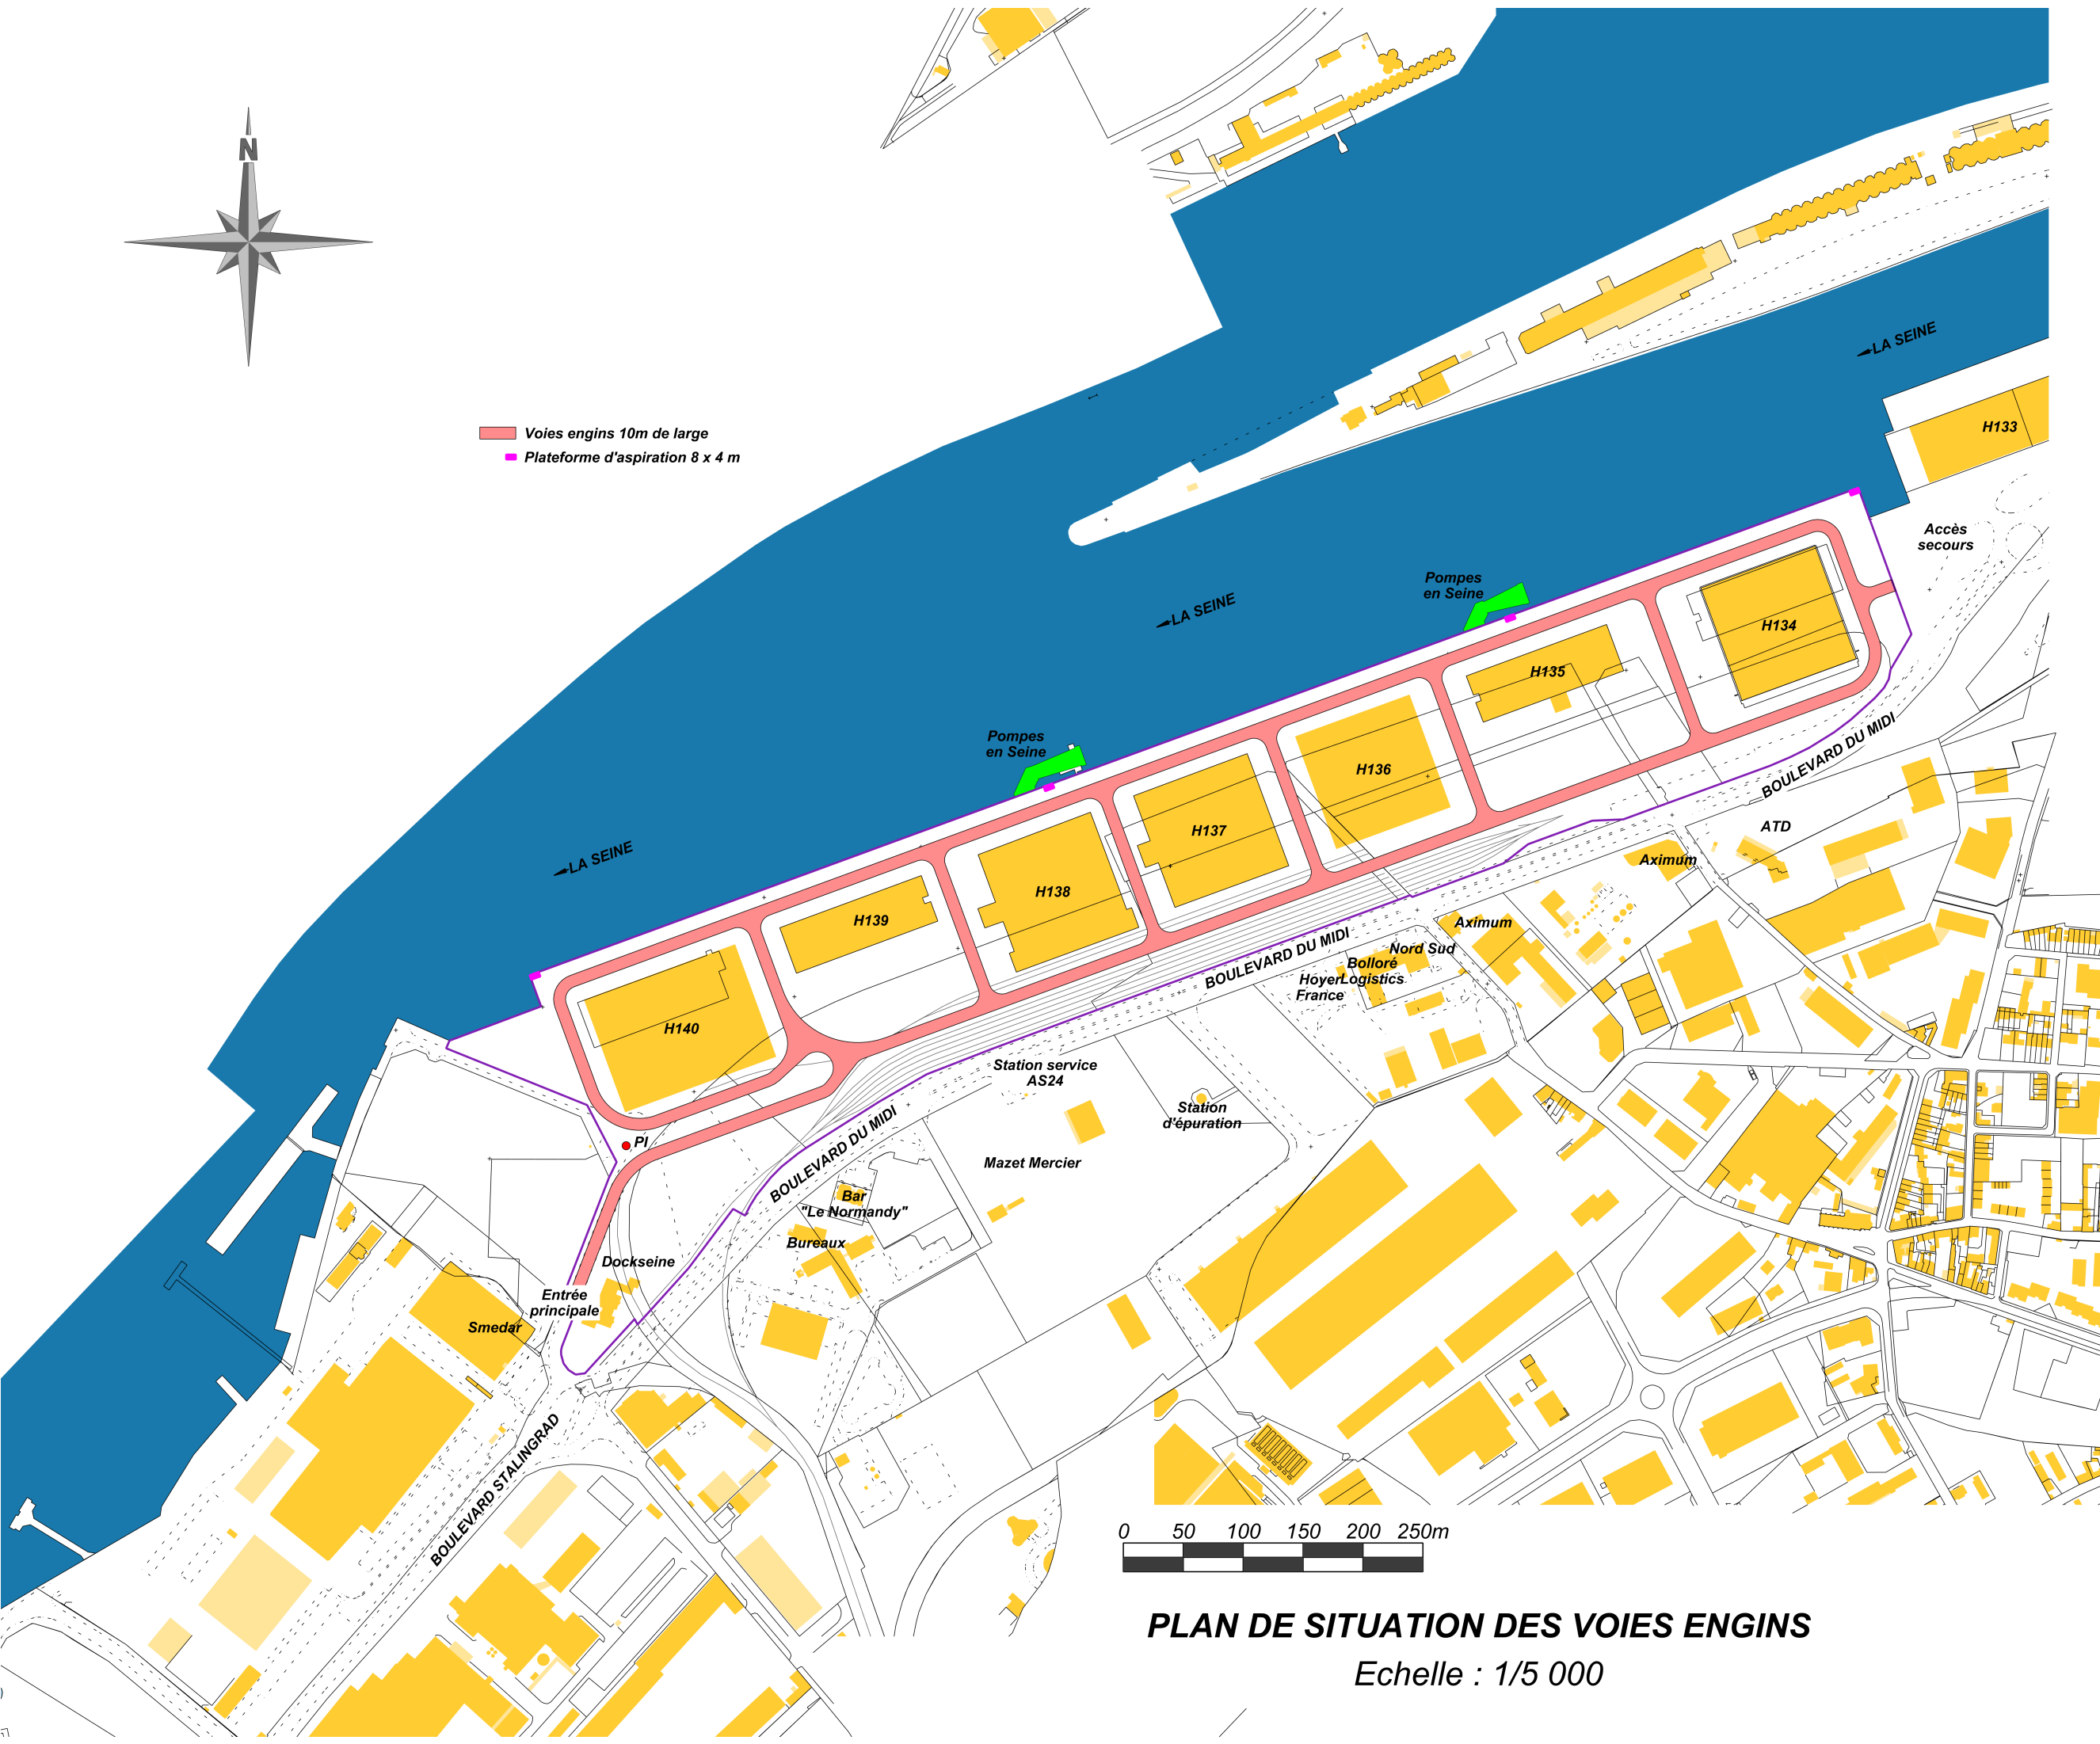 N
Voies engins 10m de large
Plateforme d'aspiration 8 x 4 m
LA SEINE
H133
Accès
secours
Pompes
en Seine
LA SEINE
H134
H135
BOULEVARD DU MIDI
Pompes
en Seine
H136
ATD
H137
LA SEINE
Aximum
H138
H139
Aximum
Nord Sud
BOULEVARD DU MIDI
Bolloré
Logistics
Hoyer
France
H140
Station service
AS24
Station
d'épuration
PI
BOULEVARD DU MIDI
Mazet Mercier
Bar
"Le Normandy"
Bureaux
Dockseine
Entrée
principale
Smedar
BOULEVARD STALINGRAD
0 50 100 150 200 250m
PLAN DE SITUATION DES VOIES ENGINS
Echelle : 1/5 000